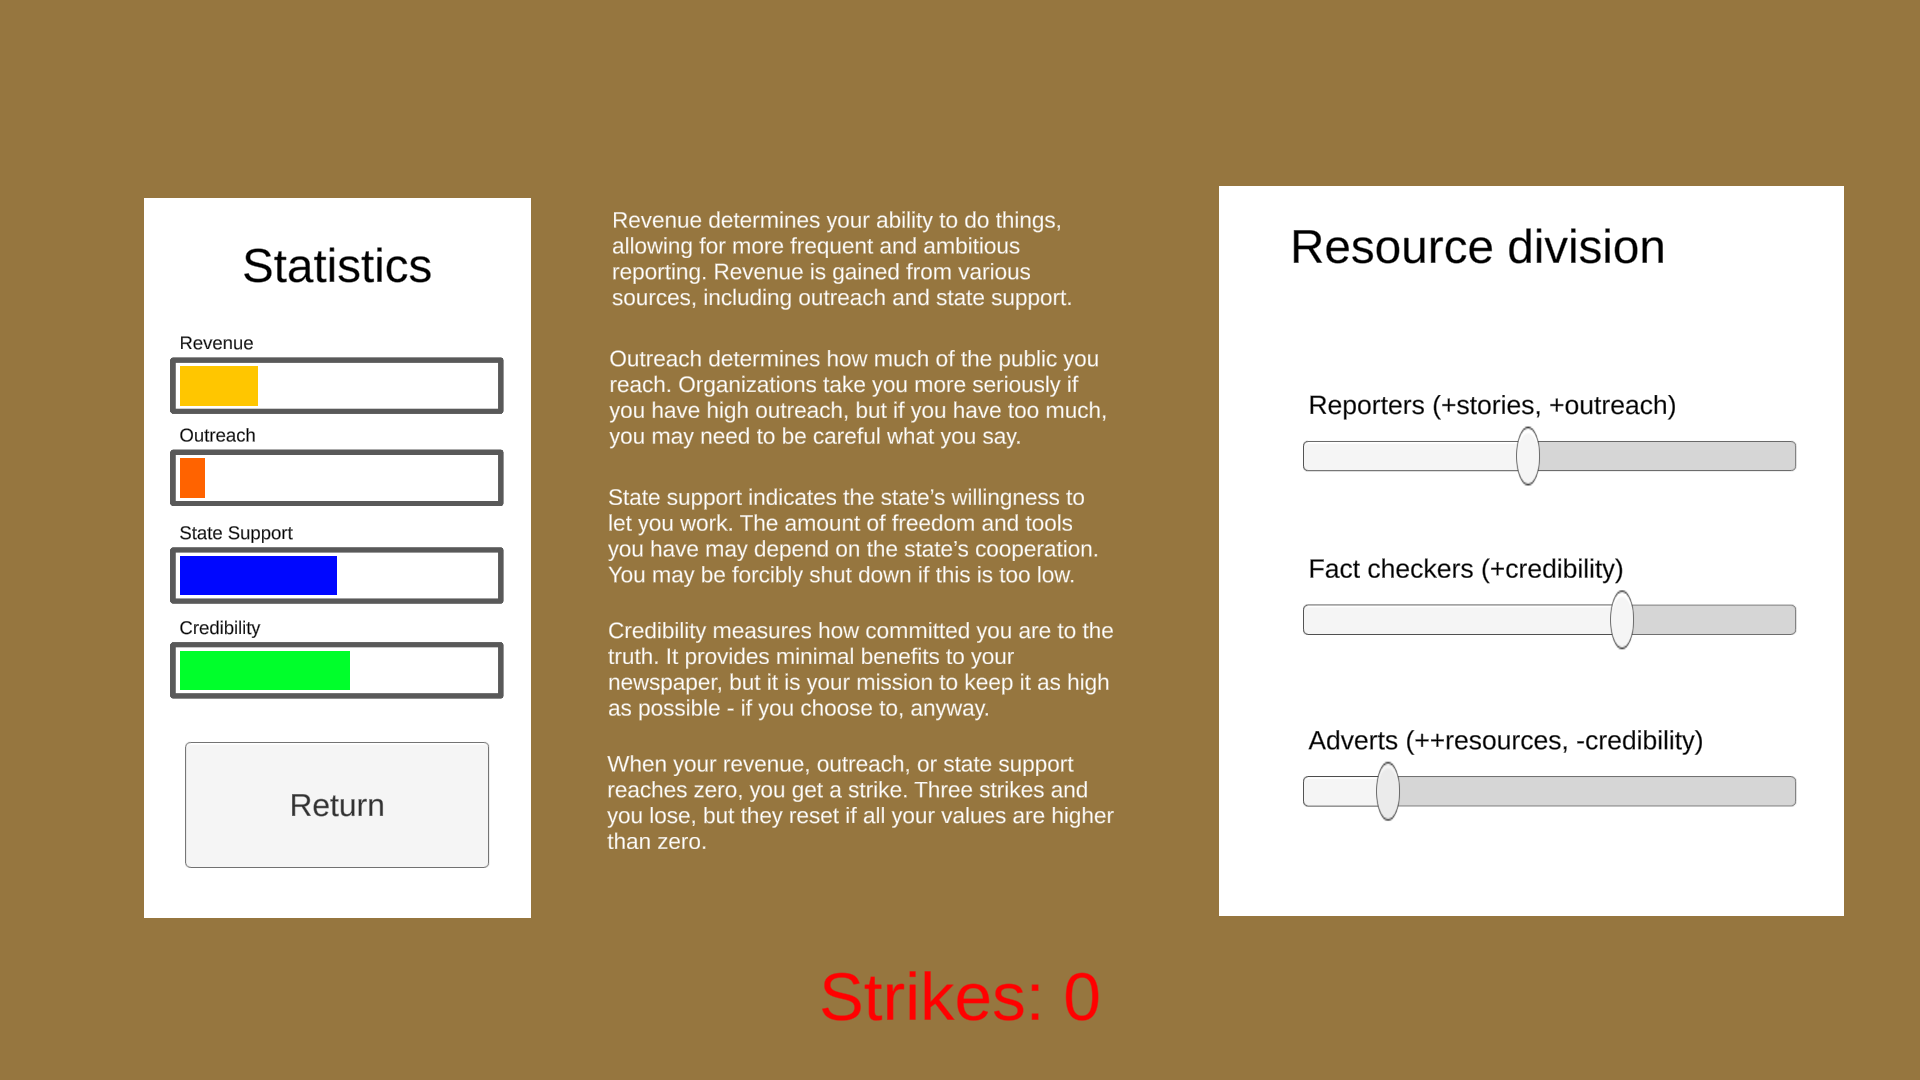 Statistics
Revenue
Outreach
State Support
Credibility
Return
Revenue determines your ability to do things,
allowing for more frequent and ambitious
reporting. Revenue is gained from various
sources, including outreach and state support.
Outreach determines how much of the public you
reach. Organizations take you more seriously if
you have high outreach, but if you have too much,
you may need to be careful what you say.
State support indicates the state’s willingness to
let you work. The amount of freedom and tools
you have may depend on the state’s cooperation.
You may be forcibly shut down if this is too low.
Credibility measures how committed you are to the
truth. It provides minimal benefits to your
newspaper, but it is your mission to keep it as high
as possible - if you choose to, anyway.
When your revenue, outreach, or state support
reaches zero, you get a strike. Three strikes and
you lose, but they reset if all your values are higher
than zero.
Resource division
Reporters (+stories, +outreach)
Fact checkers (+credibility)
Adverts (++resources, -credibility)
Strikes: 0